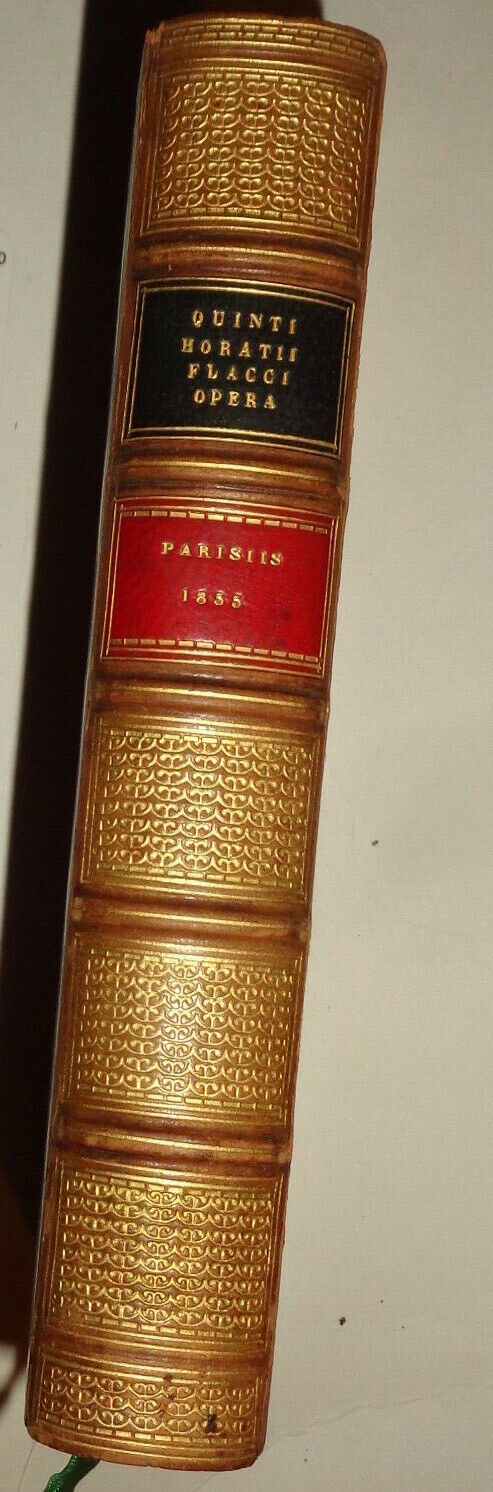 QUINTI
HORATII
FLACCI
OPERA
PARISIIS
1855